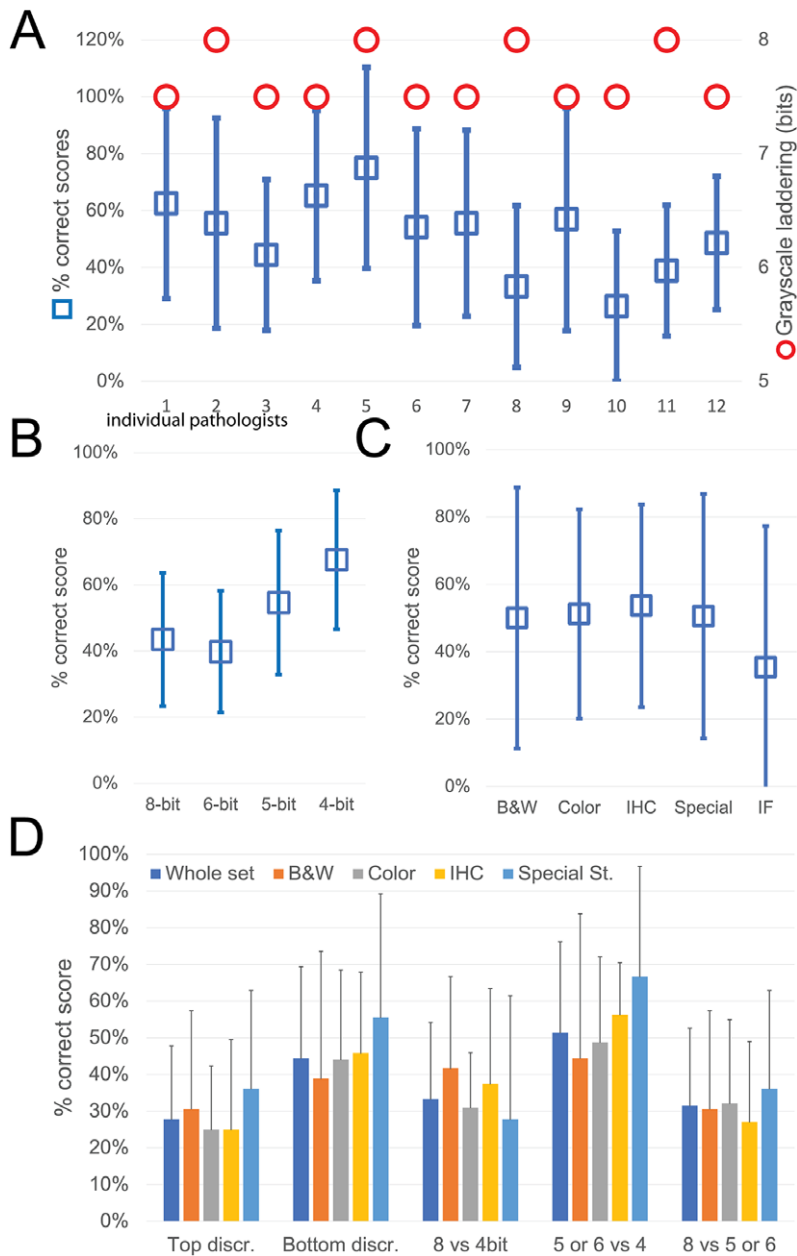 A
120%
100%
80%
60%
40%
20%
0%
% correct scores
8
7
6
5
Grayscale laddering (bits)
1 2 3 4 5 6 7 8 9 10 11 12
individual pathologists
B
100%
80%
60%
40%
20%
0%
% correct score
8-bit 6-bit 5-bit 4-bit
C
100%
80%
60%
40%
20%
0%
% correct score
B&W Color IHC Special IF
D
100%
90%
80%
70%
60%
50%
40%
30%
20%
10%
0%
% correct score
Whole set B&W Color IHC Special St.
Top discr. Bottom discr. 8 vs 4bit 5 or 6 vs 4 8 vs 5 or 6